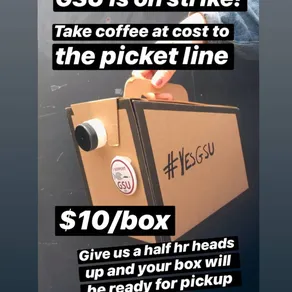 GSU is on strike!
Take coffee at cost to
the picket line
#YESGSU
GSU
$10/box
Give us a half hr heads
up and your box will
be ready for pickup